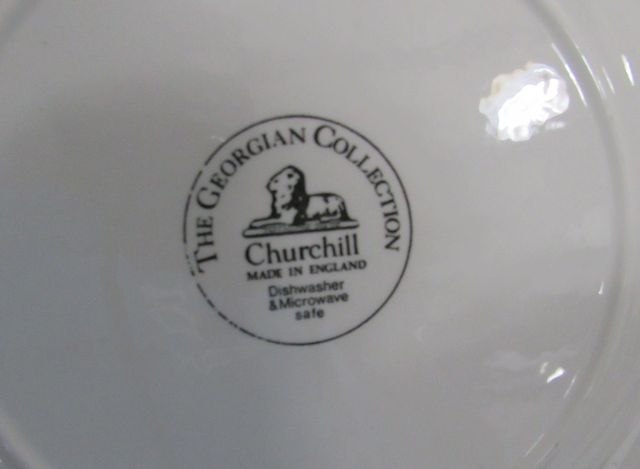 THE GEORGIAN COLLECTION
Churchill
MADE IN ENGLAND
Dishwasher
& Microwave
safe